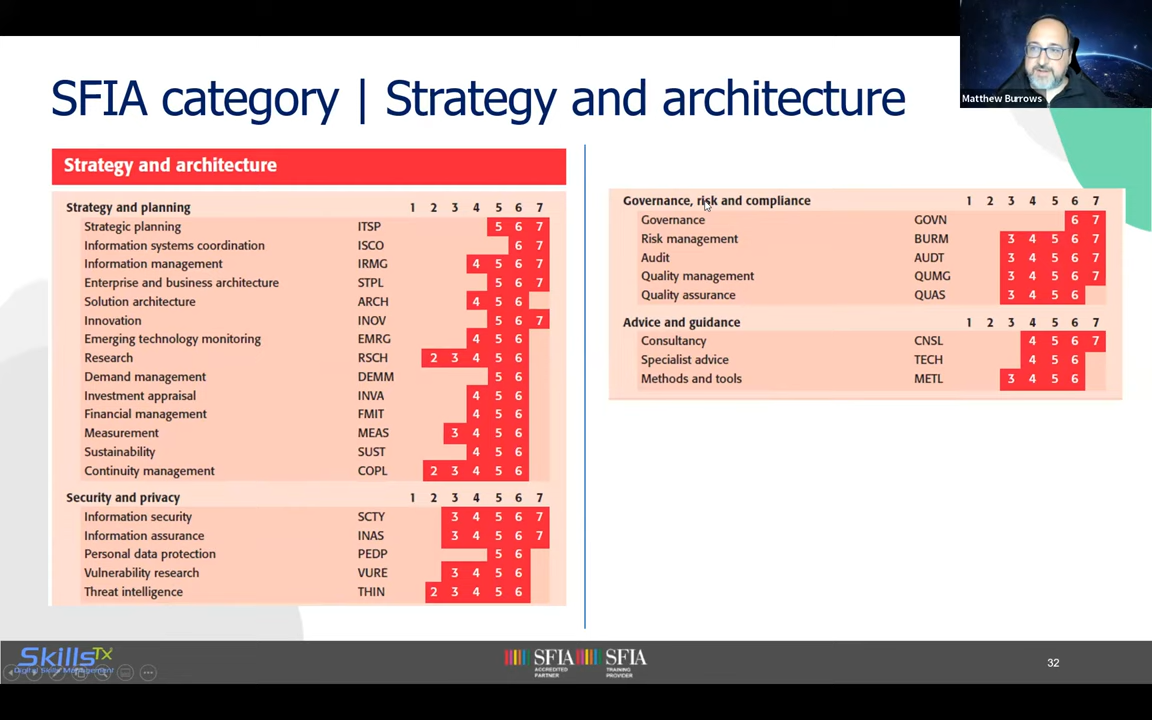 SFIA category | Strategy and architecture
Matthew Burrows
Strategy and architecture
Strategy and planning 1 2 3 4 5 6 7
Strategic planning ITSP 5 6 7
Information systems coordination ISCO 6 7
Information management IRMG 4 5 6 7
Enterprise and business architecture STPL 5 6 7
Solution architecture ARCH 4 5 6
Innovation INOV 5 6 7
Emerging technology monitoring EMRG 4 5 6
Research RSCH 2 3 4 5 6
Demand management DEMM 5 6
Investment appraisal INVA 4 5 6
Financial management FMIT 4 5 6
Measurement MEAS 3 4 5 6
Sustainability SUST 4 5 6
Continuity management COPL 2 3 4 5 6
Security and privacy 1 2 3 4 5 6 7
Information security SCTY 3 4 5 6 7
Information assurance INAS 3 4 5 6 7
Personal data protection PEDP 5 6
Vulnerability research VURE 3 4 5 6
Threat intelligence THIN 2 3 4 5 6
Governance, risk and compliance 1 2 3 4 5 6 7
Governance GOVN 6 7
Risk management BURM 3 4 5 6 7
Audit AUDT 3 4 5 6 7
Quality management QUMG 3 4 5 6 7
Quality assurance QUAS 3 4 5 6
Advice and guidance 1 2 3 4 5 6 7
Consultancy CNSL 4 5 6 7
Specialist advice TECH 4 5 6
Methods and tools METL 3 4 5 6
SkillsTX
Digital Skills Management
SFIA
ACCREDITED
PARTNER
SFIA
TRAINING
PROVIDER
32